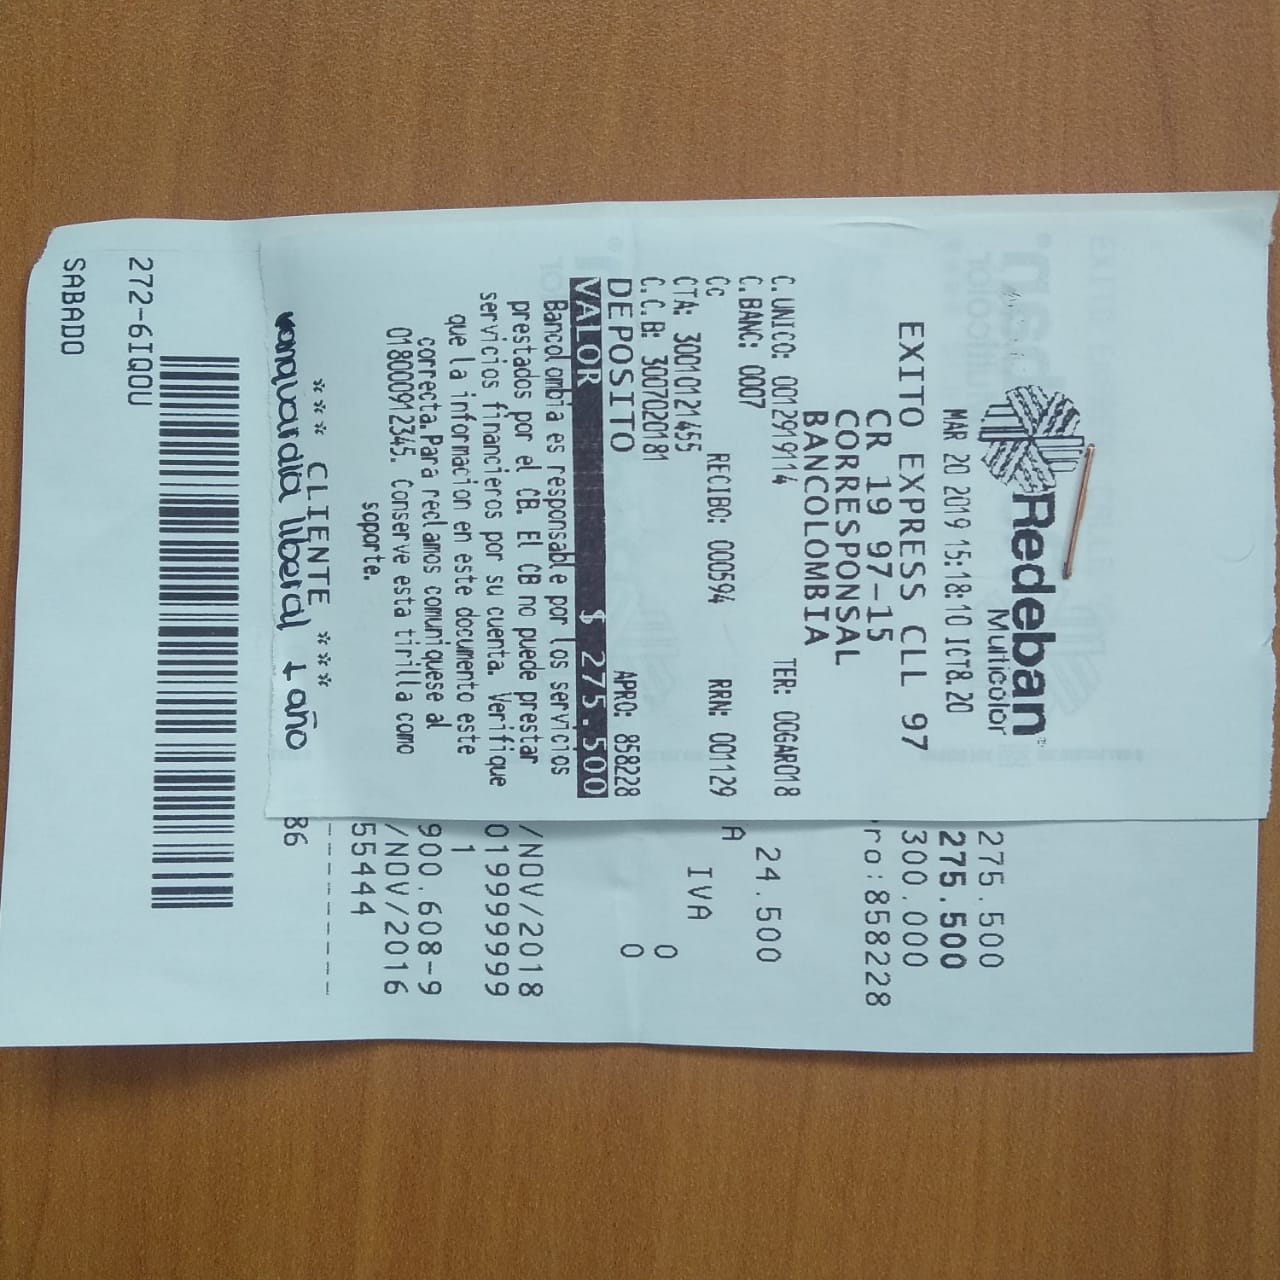 Redeban
Multicolor
MAR 20 2019 15:18:10 ICT8.20
EXITO EXPRESS CLL 97
CR 19 97-15
CORRESPONSAL
BANCOLOMBIA
C.UNICO: 0012919114 TER: 00GAR018
C.BANC: 0007
Cc RECIBO: 000594 RRN: 001129
CTA: 30010121455
C.C.B: 3007020181
DEPOSITO APRO: 858228
VALOR $ 275.500
Bancolombia es responsable por los servicios
prestados por el CB. El CB no puede prestar
servicios financieros por su cuenta. Verifique
que la informacion en este documento este
correcta.Para reclamos comuniquese al
018000912345. Conserve esta tirilla como
soporte.
*** CLIENTE ***
vanguardia liberal 1 año
275.500
275.500
300.000
ra:858228
24.500
A
IVA
0
0
/NOV/2018
0199999999
1
900.608-9
/NOV/2016
55444
86
272-6IQOU
SABADO